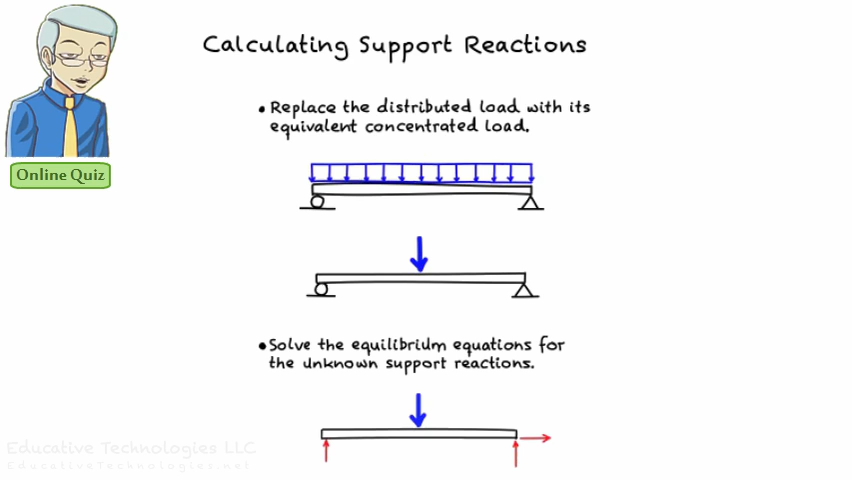 Calculating Support Reactions
Online Quiz
• Replace the distributed load with its
equivalent concentrated load.
• Solve the equilibrium equations for
the unknown support reactions.
Educative Technologies LLC
EducativeTechnologies.net